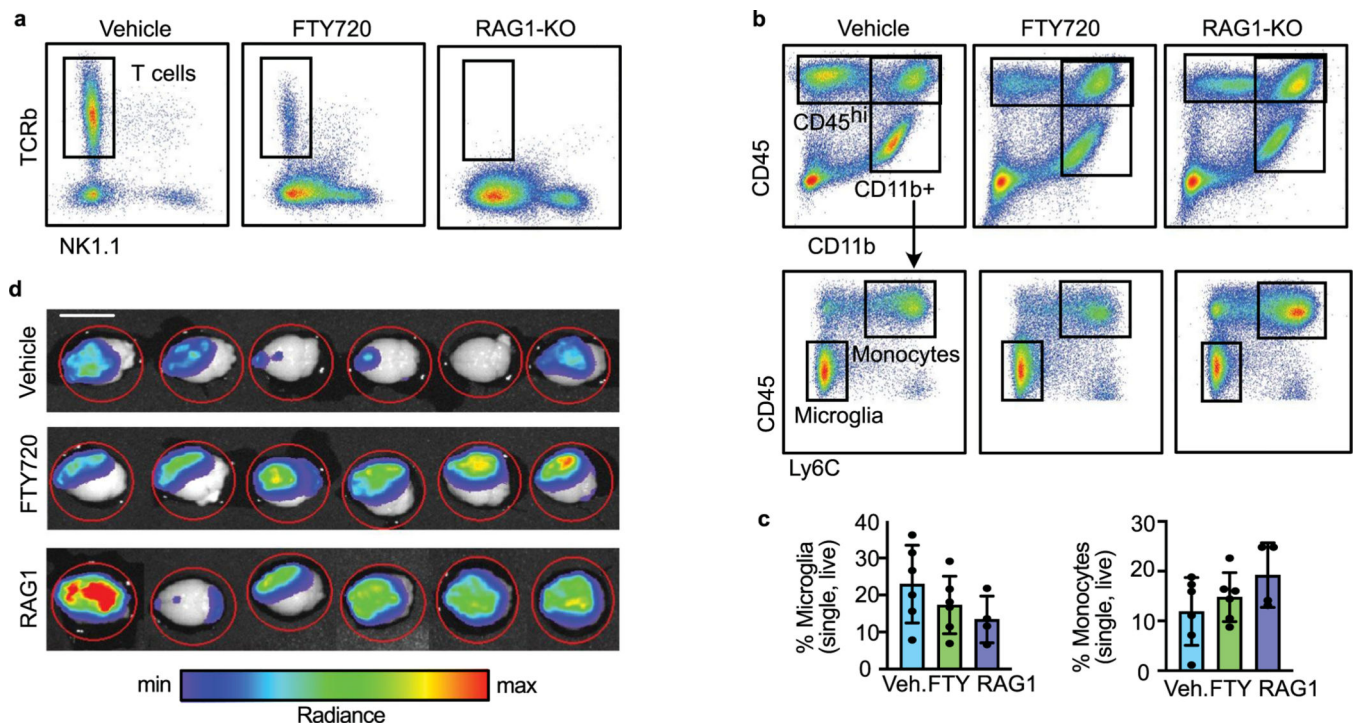 a
Vehicle
FTY720
RAG1-KO
T cells
TCRb
NK1.1
b
Vehicle
FTY720
RAG1-KO
CD45hi
CD11b+
CD45
CD11b
Monocytes
Microglia
CD45
Ly6C
c
% Microglia
(single, live)
40
30
20
10
0
Veh. FTY RAG1
% Monocytes
(single, live)
30
20
10
0
Veh. FTY RAG1
d
Vehicle
FTY720
RAG1
min
max
Radiance